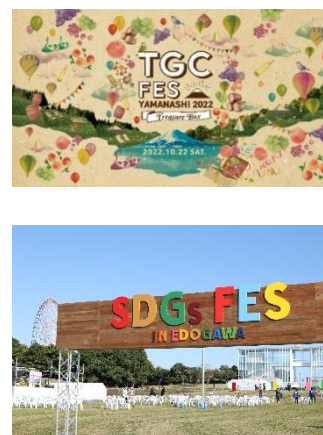 TGC
FES
YAMANASHI 2022
Treasure Box
2022.10.22 SAT.
SDGs FES
IN EDOGAWA